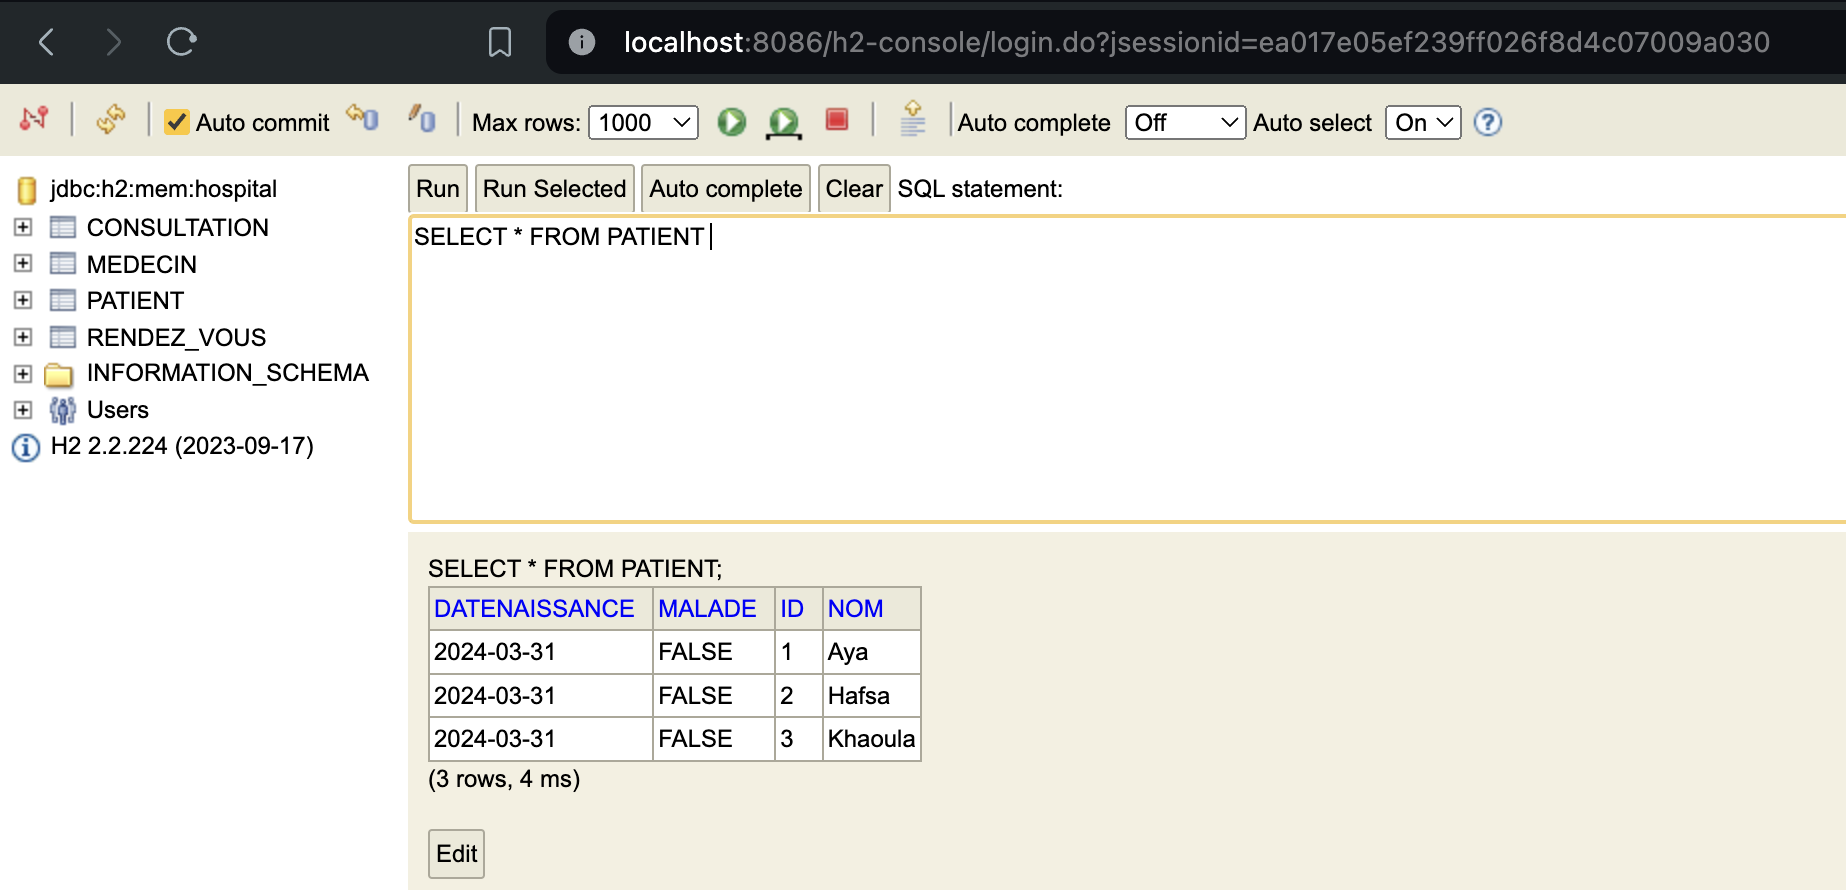 localhost:8086/h2-console/login.do?jsessionid=ea017e05ef239ff026f8d4c07009a030
Auto commit Max rows: 1000 Auto complete Off Auto select On ?
jdbc:h2:mem:hospital
CONSULTATION
MEDECIN
PATIENT
RENDEZ_VOUS
INFORMATION_SCHEMA
Users
H2 2.2.224 (2023-09-17)
Run Run Selected Auto complete Clear SQL statement:
SELECT * FROM PATIENT
SELECT * FROM PATIENT;
DATENAISSANCE MALADE ID NOM
2024-03-31 FALSE 1 Aya
2024-03-31 FALSE 2 Hafsa
2024-03-31 FALSE 3 Khaoula
(3 rows, 4 ms)
Edit